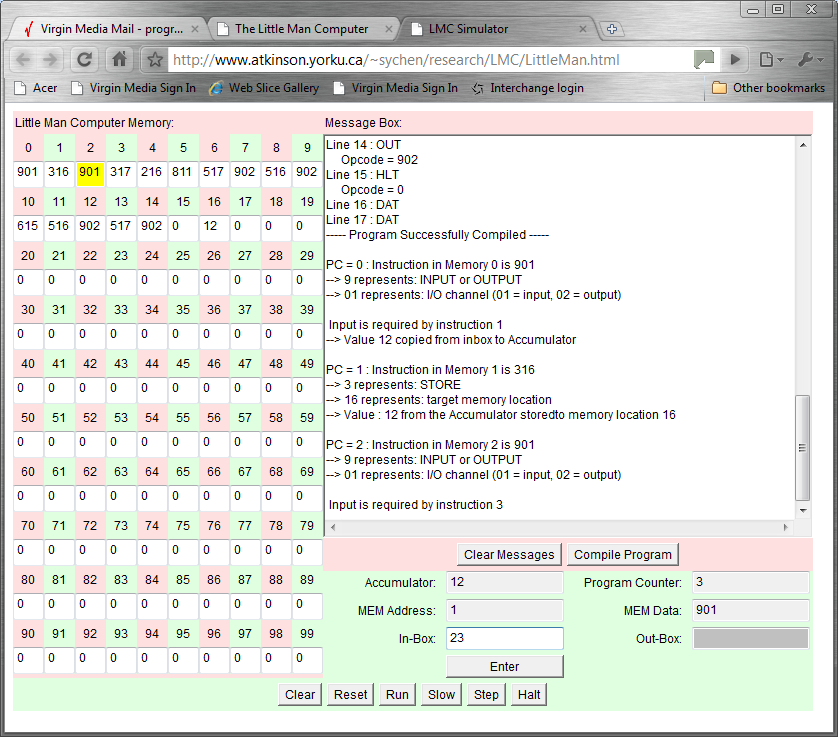 Virgin Media Mail - progr...
The Little Man Computer
LMC Simulator
http://www.atkinson.yorku.ca/~sychen/research/LMC/LittleMan.html
Acer Virgin Media Sign In Web Slice Gallery Virgin Media Sign In Interchange login Other bookmarks
Little Man Computer Memory:
0 1 2 3 4 5 6 7 8 9
901 316 901 317 216 811 517 902 516 902
10 11 12 13 14 15 16 17 18 19
615 516 902 517 902 0 12 0 0 0
20 21 22 23 24 25 26 27 28 29
0 0 0 0 0 0 0 0 0 0
30 31 32 33 34 35 36 37 38 39
0 0 0 0 0 0 0 0 0 0
40 41 42 43 44 45 46 47 48 49
0 0 0 0 0 0 0 0 0 0
50 51 52 53 54 55 56 57 58 59
0 0 0 0 0 0 0 0 0 0
60 61 62 63 64 65 66 67 68 69
0 0 0 0 0 0 0 0 0 0
70 71 72 73 74 75 76 77 78 79
0 0 0 0 0 0 0 0 0 0
80 81 82 83 84 85 86 87 88 89
0 0 0 0 0 0 0 0 0 0
90 91 92 93 94 95 96 97 98 99
0 0 0 0 0 0 0 0 0 0
Message Box:
Line 14 : OUT
Opcode = 902
Line 15 : HLT
Opcode = 0
Line 16 : DAT
Line 17 : DAT
----- Program Successfully Compiled -----
PC = 0 : Instruction in Memory 0 is 901
--> 9 represents: INPUT or OUTPUT
--> 01 represents: I/O channel (01 = input, 02 = output)
Input is required by instruction 1
--> Value 12 copied from inbox to Accumulator
PC = 1 : Instruction in Memory 1 is 316
--> 3 represents: STORE
--> 16 represents: target memory location
--> Value : 12 from the Accumulator storedto memory location 16
PC = 2 : Instruction in Memory 2 is 901
--> 9 represents: INPUT or OUTPUT
--> 01 represents: I/O channel (01 = input, 02 = output)
Input is required by instruction 3
Clear Messages Compile Program
Accumulator: 12 Program Counter: 3
MEM Address: 1 MEM Data: 901
In-Box: 23 Out-Box:
Enter
Clear Reset Run Slow Step Halt